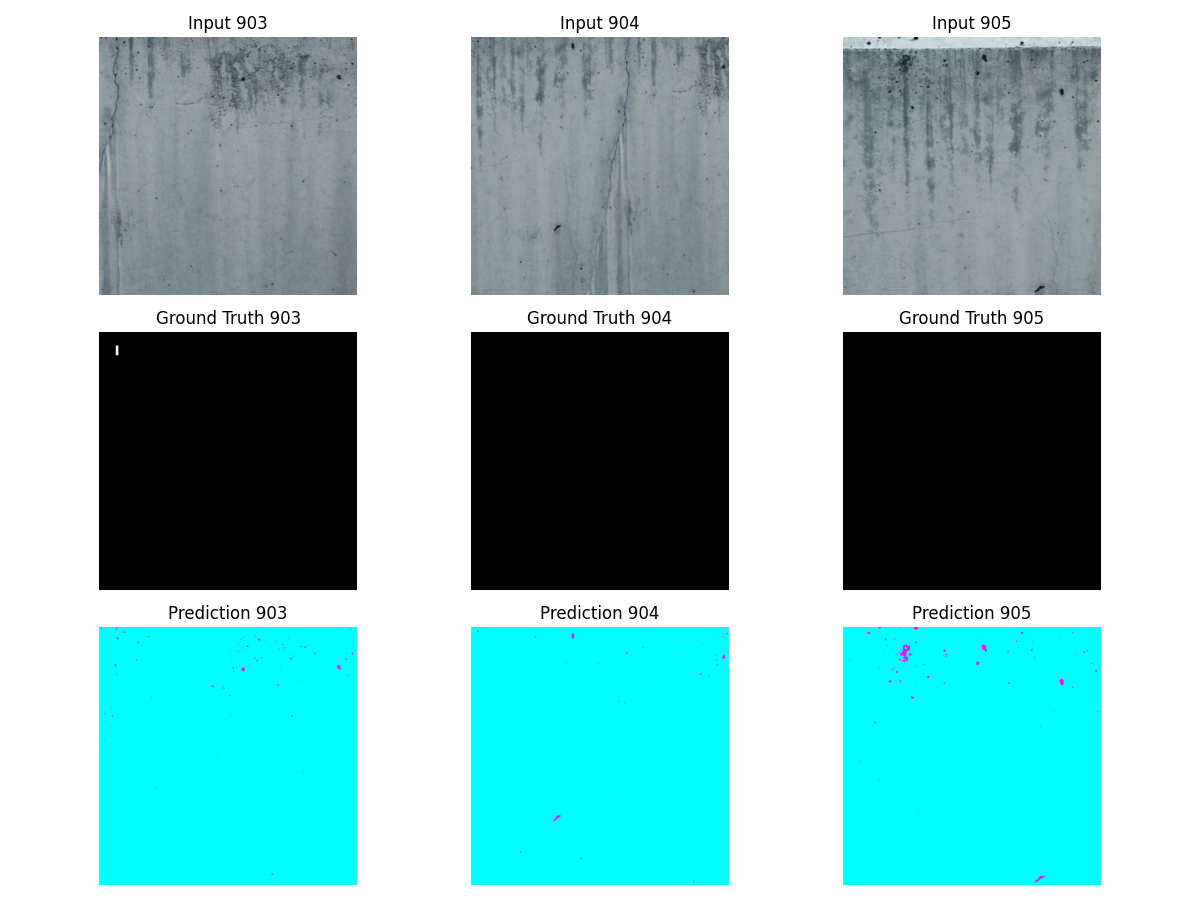 Input 903
Input 904
Input 905
Ground Truth 903
Ground Truth 904
Ground Truth 905
Prediction 903
Prediction 904
Prediction 905